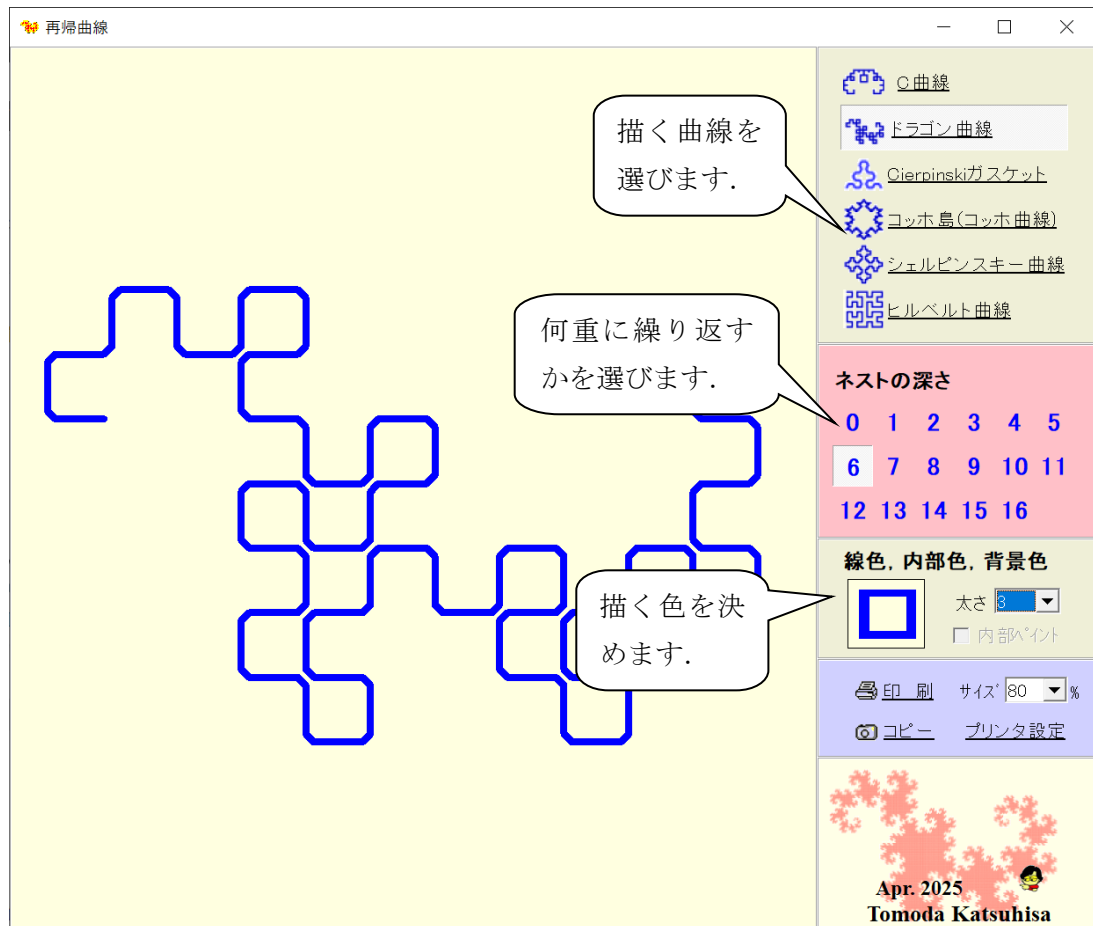 再帰曲線
C曲線
ドラゴン曲線
Cierpinskiガスケット
コッホ島(コッホ曲線)
シェルピンスキー曲線
ヒルベルト曲線
描く曲線を
選びます.
何重に繰り返す
かを選びます.
ネストの深さ
0 1 2 3 4 5
6 7 8 9 10 11
12 13 14 15 16
線色, 内部色, 背景色
太さ 3
内部ペイント
描く色を決
めます.
印 刷 サイズ 80 %
コピー プリンタ設定
Apr. 2025
Tomoda Katsuhisa